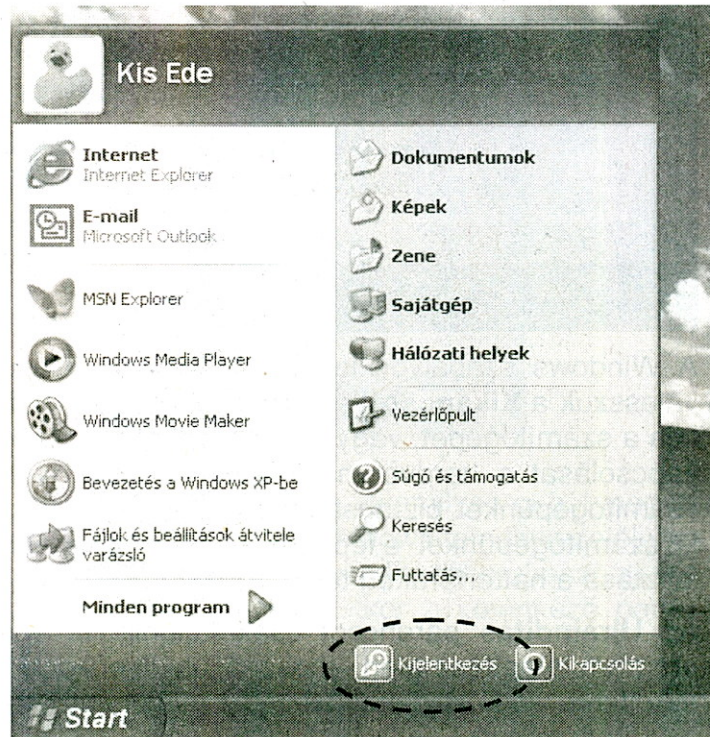 Kis Ede
Internet
Internet Explorer
E-mail
Microsoft Outlook
MSN Explorer
Windows Media Player
Windows Movie Maker
Bevezetés a Windows XP-be
Fájlok és beállítások átvitele
varázsló
Minden program
Dokumentumok
Képek
Zene
Sajátgép
Hálózati helyek
Vezérlőpult
Súgó és támogatás
Keresés
Futtatás...
Kijelentkezés
Kikapcsolás
Start